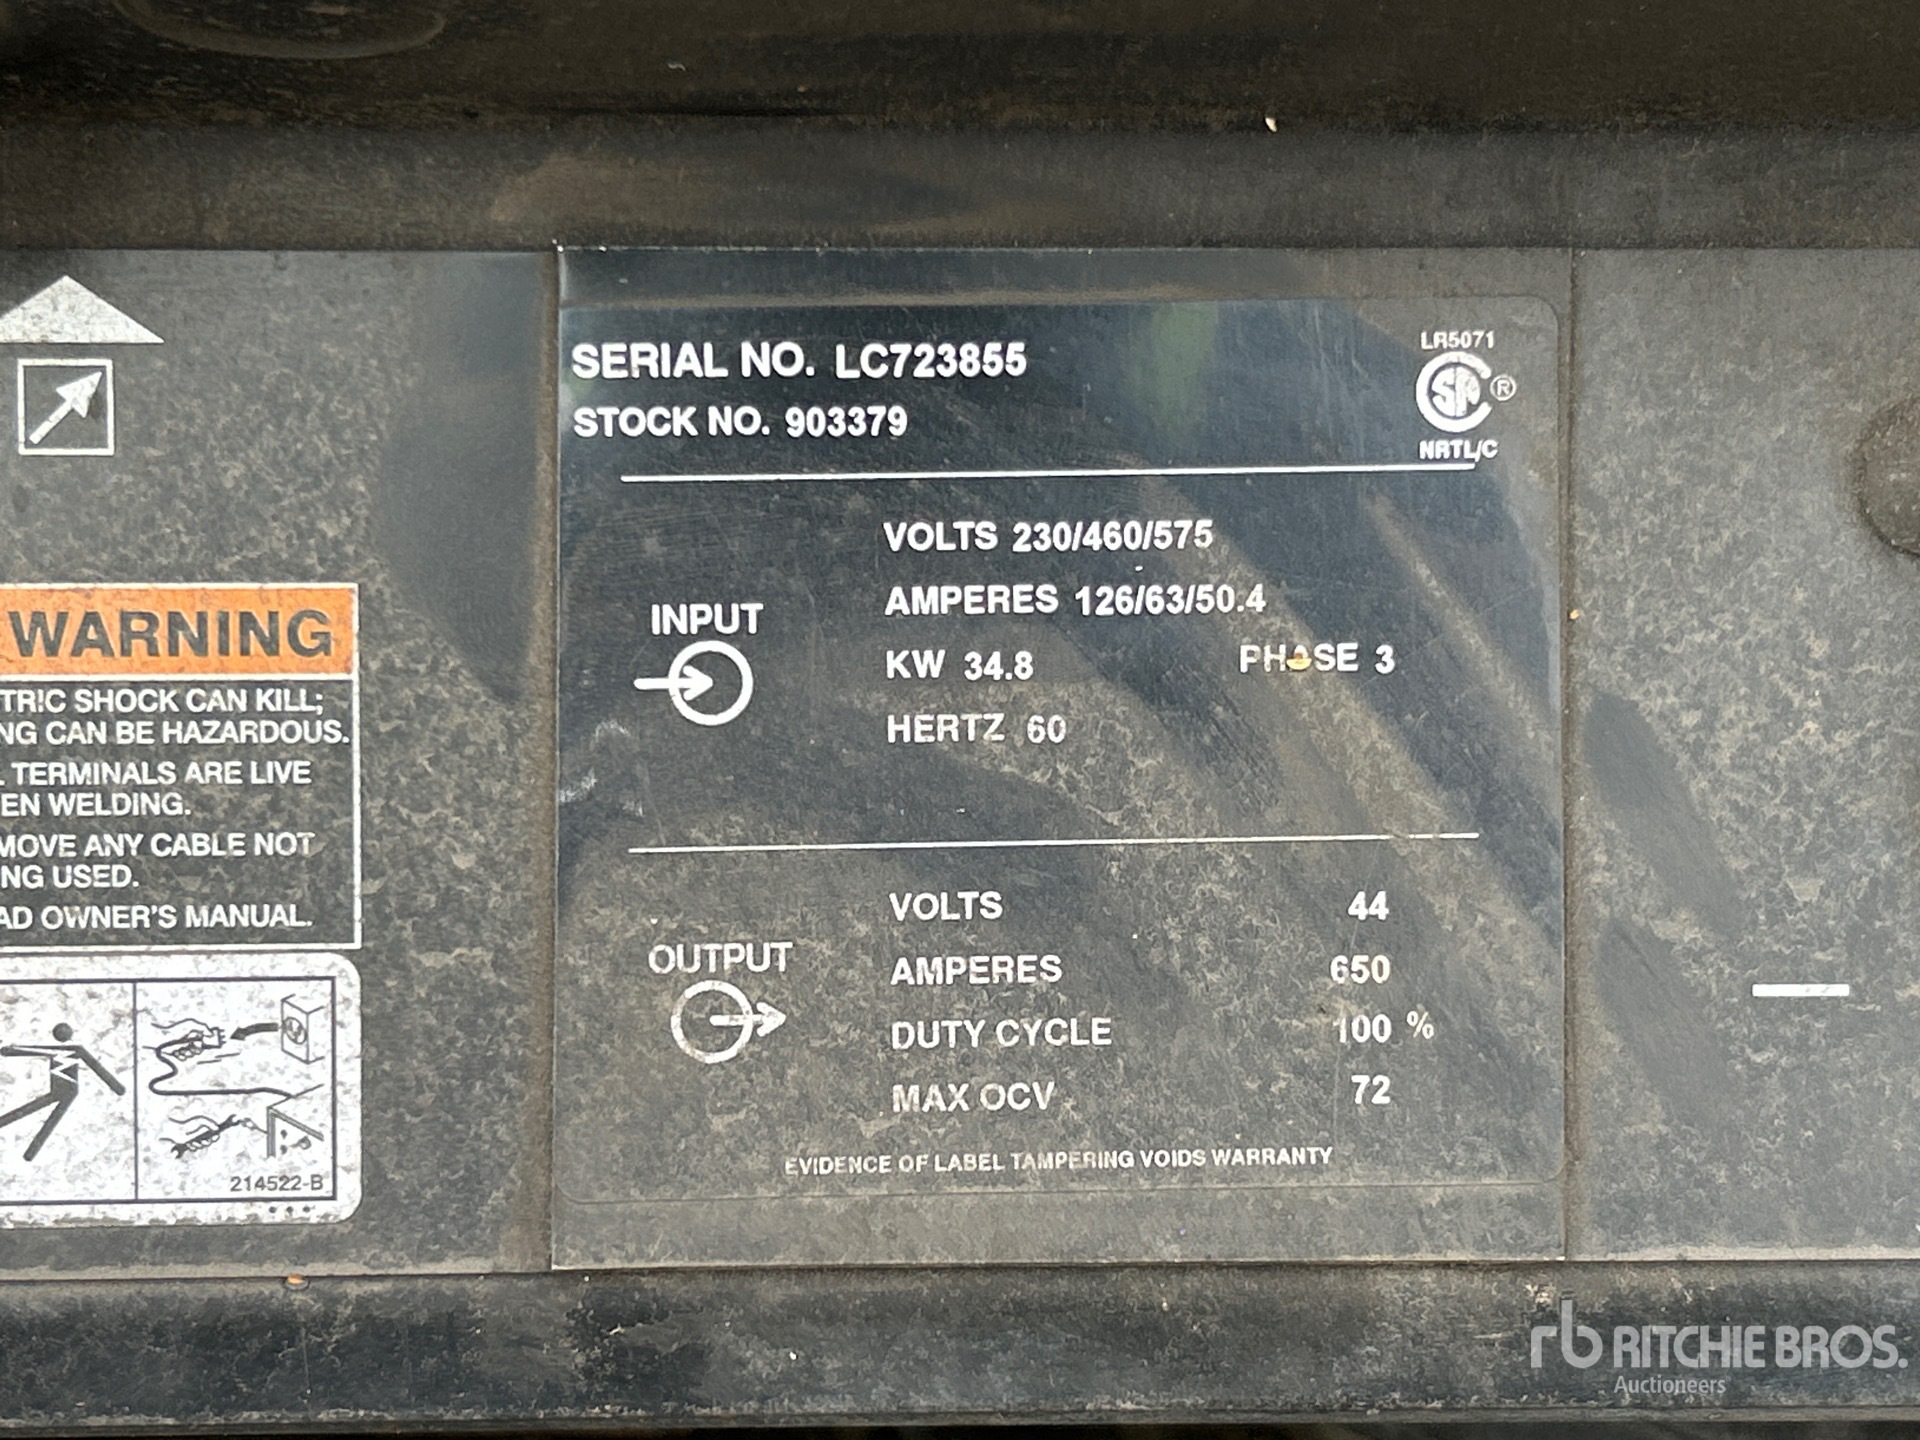 SERIAL NO. LC723855
STOCK NO. 903379
LR5071
®
NRTL/C
INPUT
VOLTS 230/460/575
AMPERES 126/63/50.4
KW 34.8 PHASE 3
HERTZ 60
OUTPUT
VOLTS 44
AMPERES 650
DUTY CYCLE 100 %
MAX OCV 72
EVIDENCE OF LABEL TAMPERING VOIDS WARRANTY
WARNING
TRIC SHOCK CAN KILL;
NG CAN BE HAZARDOUS.
L TERMINALS ARE LIVE
EN WELDING.
MOVE ANY CABLE NOT
NG USED.
AD OWNER'S MANUAL.
214522-B
rb RITCHIE BROS.
Auctioneers